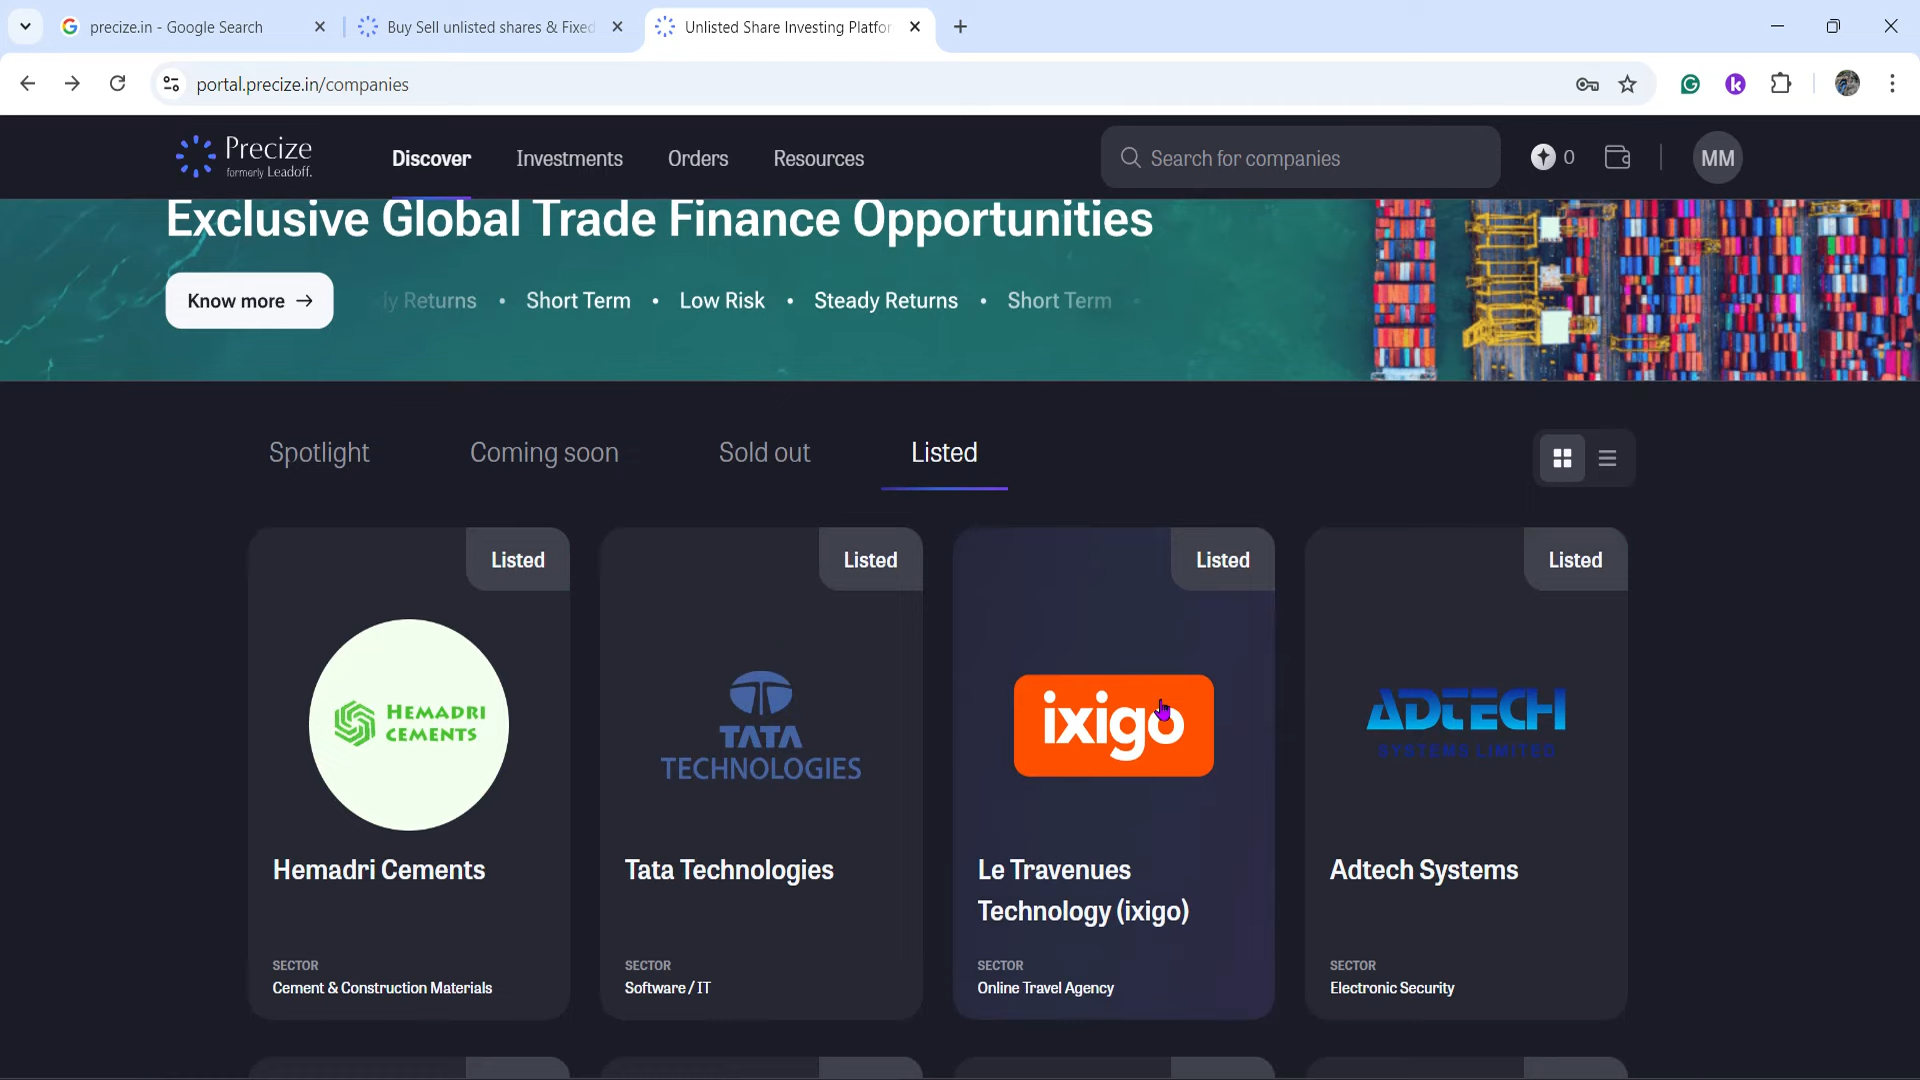 precize.in - Google Search
Buy Sell unlisted shares & Fixed
Unlisted Share Investing Platfor
portal.precize.in/companies
Precize
formerly Leadoff.
Discover
Investments
Orders
Resources
Search for companies
0
MM
Exclusive Global Trade Finance Opportunities
Know more →
ly Returns • Short Term • Low Risk • Steady Returns • Short Term •
Spotlight
Coming soon
Sold out
Listed
Listed
HEMADRI
CEMENTS
Hemadri Cements
SECTOR
Cement & Construction Materials
Listed
TATA
TECHNOLOGIES
Tata Technologies
SECTOR
Software / IT
Listed
ixigo
Le Travenues
Technology (ixigo)
SECTOR
Online Travel Agency
Listed
ADTECH
SYSTEMS LIMITED
Adtech Systems
SECTOR
Electronic Security